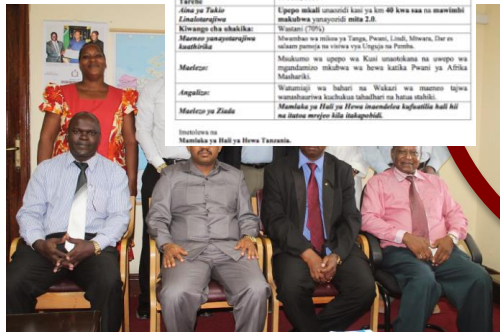 Tarehe
Aina ya Tukio Linalotarajiwa
Upepo mkali unaozidi kasi ya km 40 kwa saa na mawimbi makubwa yanayozidi mita 2.0.
Kiwango cha uhakika:
Wastani (70%)
Maeneo yanayotarajiwa kuathirika
Mwambao wa mikoa ya Tanga, Pwani, Lindi, Mtwara, Dar es salaam pamoja na visiwa vya Unguja na Pemba.
Maelezo:
Msukumo wa upepo wa Kusi unaotokana na uwepo wa mgandamizo mkubwa wa hewa katika Pwani ya Afrika Mashariki.
Angalizo:
Watumiaji wa bahari na Wakazi wa maeneo tajwa wanashauriwa kuchukua tahadhari na hatua stahiki.
Maelezo ya Ziada
Mamlaka ya Hali ya Hewa inaendelea kufuatilia hali hii na itatoa mrejeo kila itakapobidi.
Imetolewa na
Mamlaka ya Hali ya Hewa Tanzania.